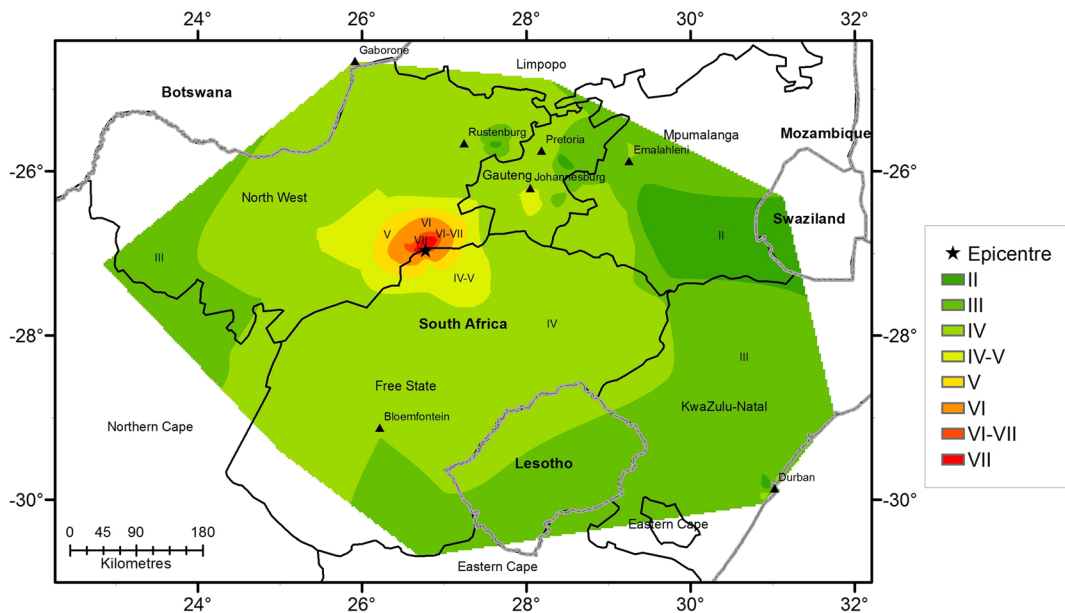 24° 26° 28° 30° 32°
Gaborone
Limpopo
Botswana
Mpumalanga
Mozambique
Rustenburg
Pretoria
Emalahleni
-26° -26°
Gauteng Johannesburg
North West
Swaziland
VI
V VII VI-VII
II
III
Epicentre
IV-V
II
III
South Africa IV
IV
-28° -28°
III
IV-V
Free State
V
KwaZulu-Natal
VI
Bloemfontein
Northern Cape
VI-VII
VII
Lesotho
Durban
-30° -30°
Eastern Cape
0 45 90 180
Kilometres
Eastern Cape
24° 26° 28° 30° 32°